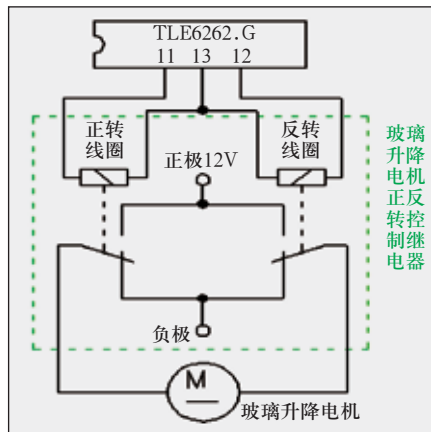 TLE6262.G
11 13 12
正转
线圈
反转
线圈
正极12V
负极
M
玻璃升降电机
玻璃
升降
电机
正反
转控
制继
电器